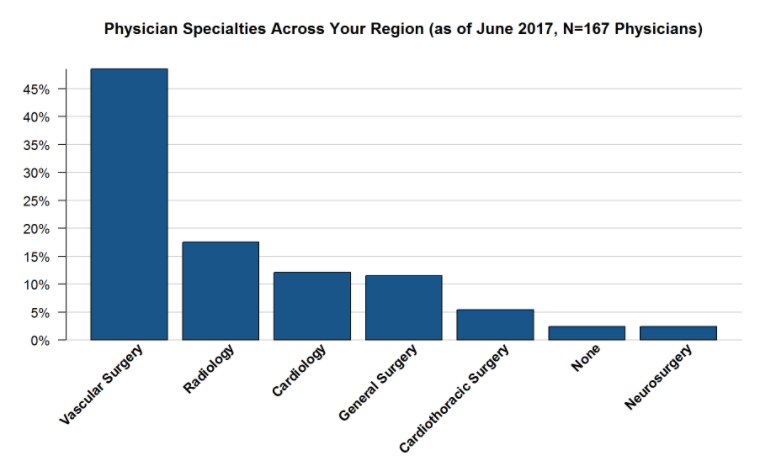 Physician Specialties Across Your Region (as of June 2017, N=167 Physicians)
45%
40%
35%
30%
25%
20%
15%
10%
5%
0%
Vascular Surgery
Radiology
Cardiology
General Surgery
Cardiothoracic Surgery
None
Neurosurgery